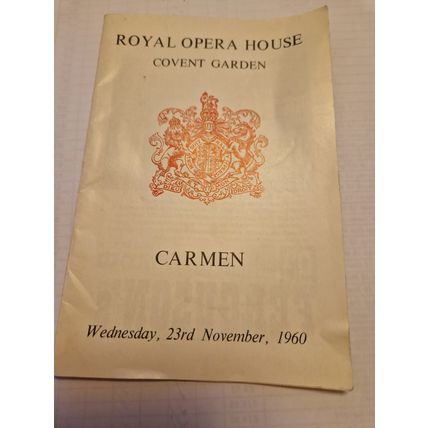 ROYAL OPERA HOUSE
COVENT GARDEN
CARMEN
Wednesday, 23rd November, 1960